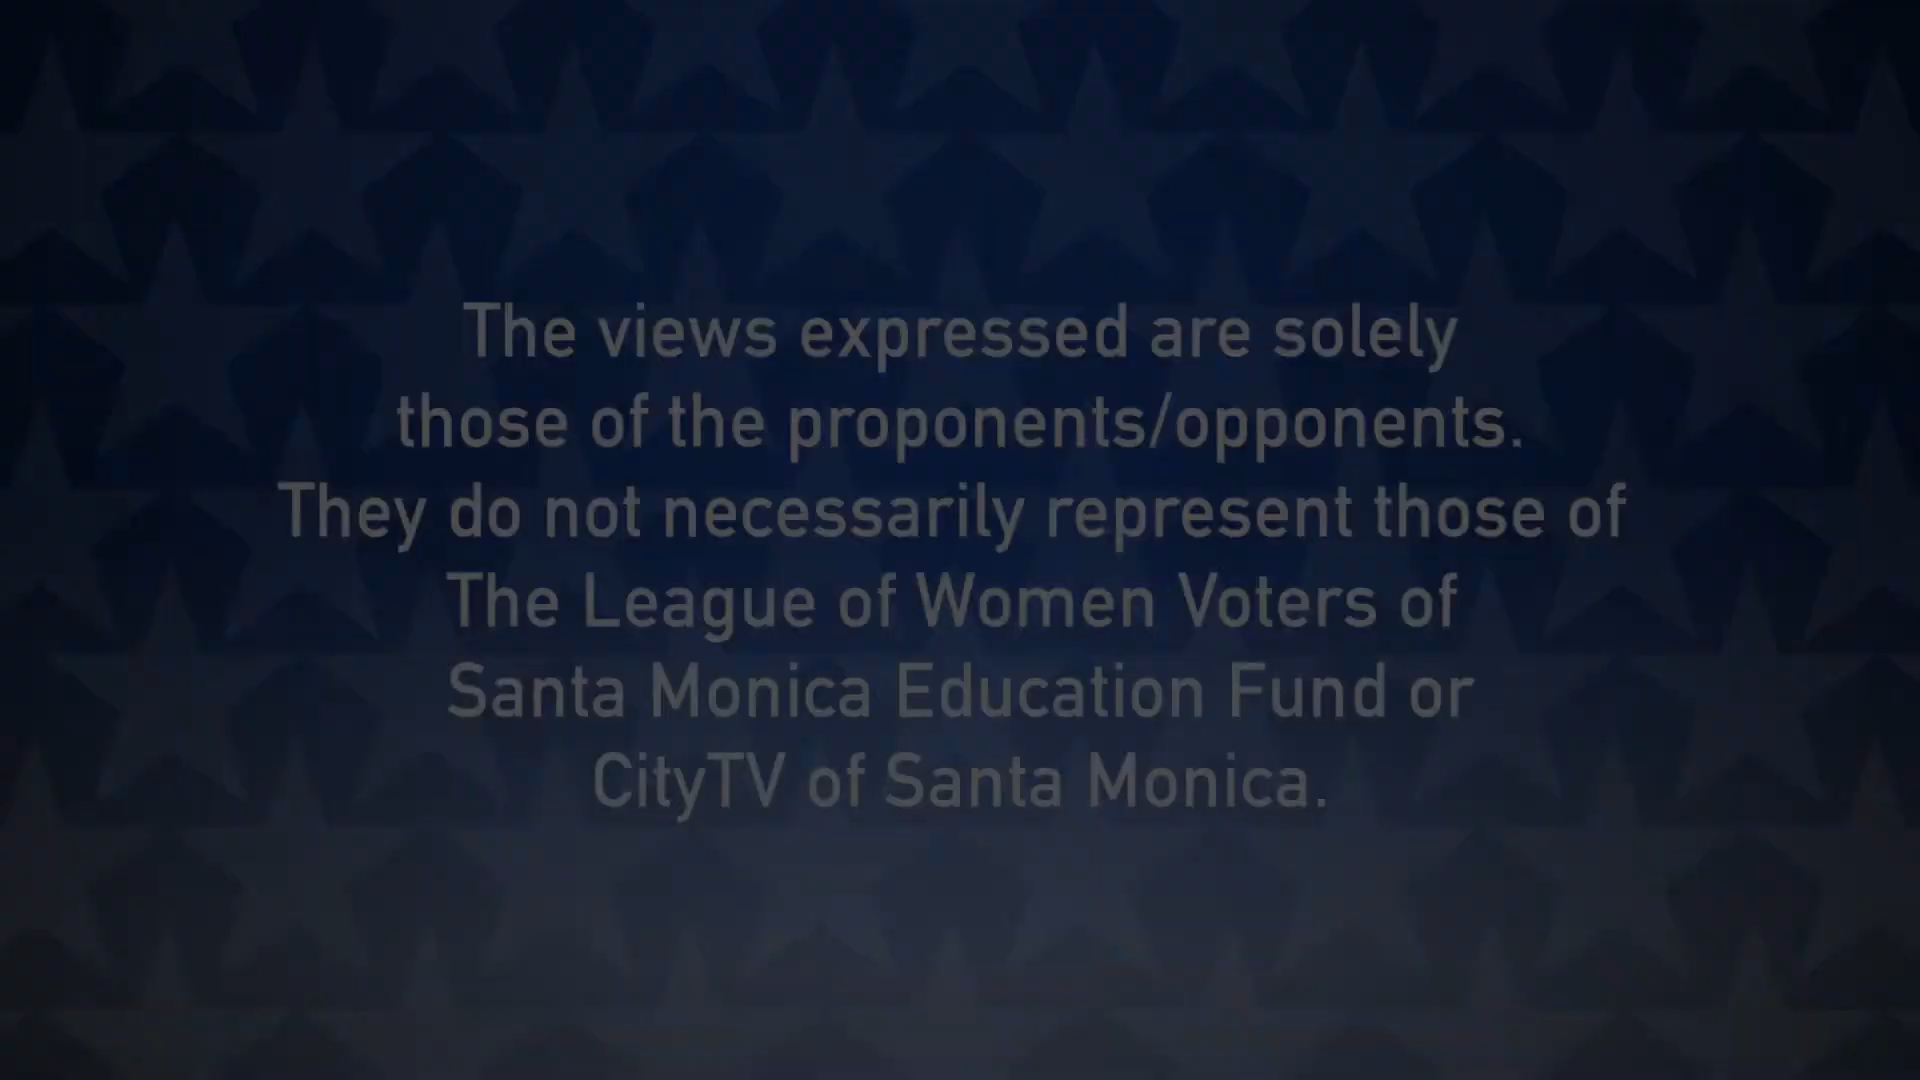 The views expressed are solely
those of the proponents/opponents.
They do not necessarily represent those of
The League of Women Voters of
Santa Monica Education Fund or
CityTV of Santa Monica.